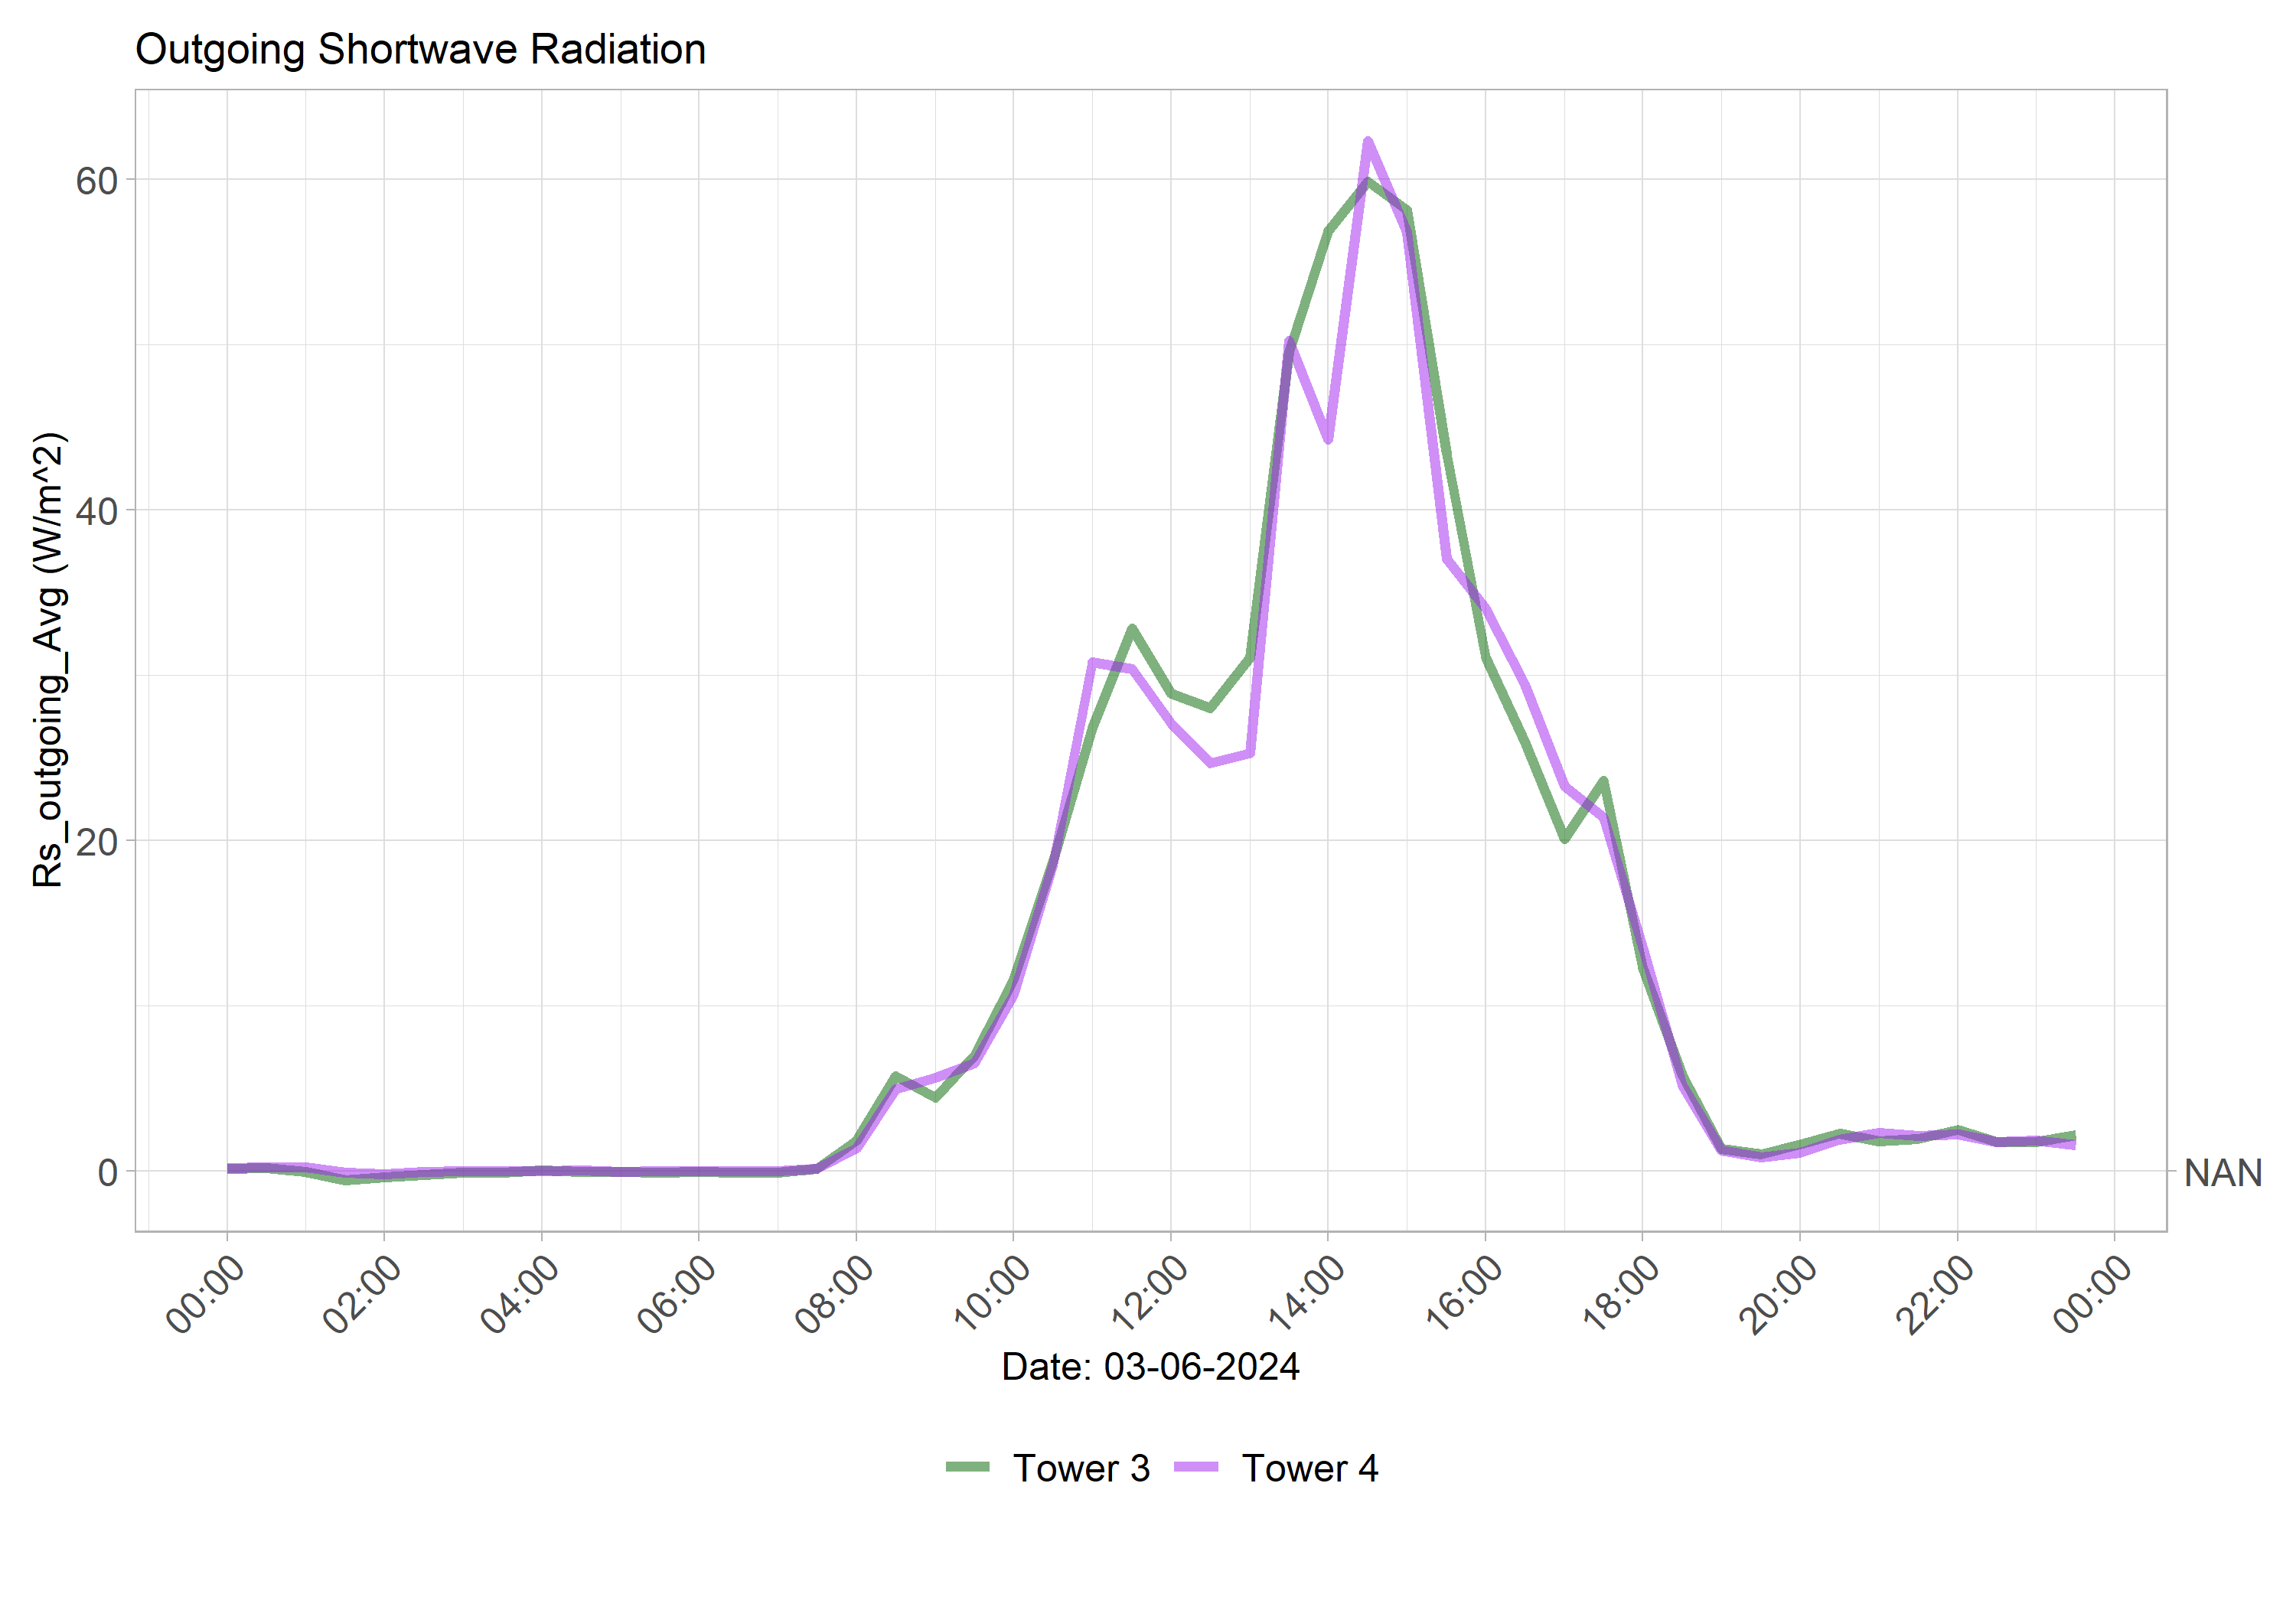 Outgoing Shortwave Radiation
Rs_outgoing_Avg (W/m^2)
60
40
20
0
NAN
00:00
02:00
04:00
06:00
08:00
10:00
12:00
14:00
16:00
18:00
20:00
22:00
00:00
Date: 03-06-2024
Tower 3
Tower 4